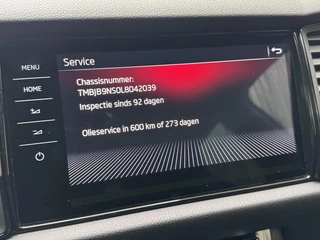 MENU
HOME
Service
Chassisnummer:
TMBJB9NS0L8042039
Inspectie sinds 92 dagen
Olieservice in 600 km of 273 dagen